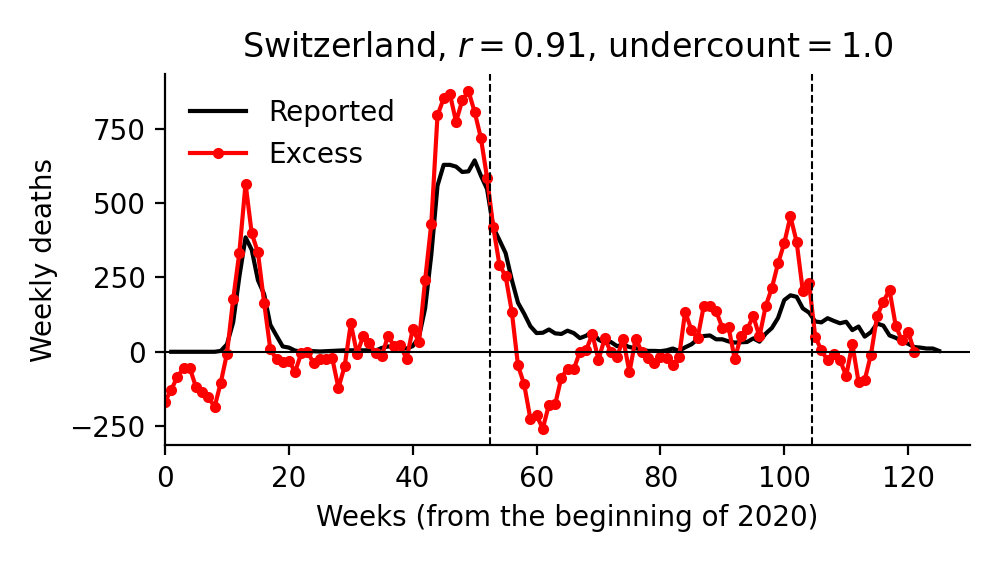 Switzerland, r = 0.91, undercount = 1.0
Reported
Excess
Weekly deaths
750
500
250
0
−250
0 20 40 60 80 100 120
Weeks (from the beginning of 2020)